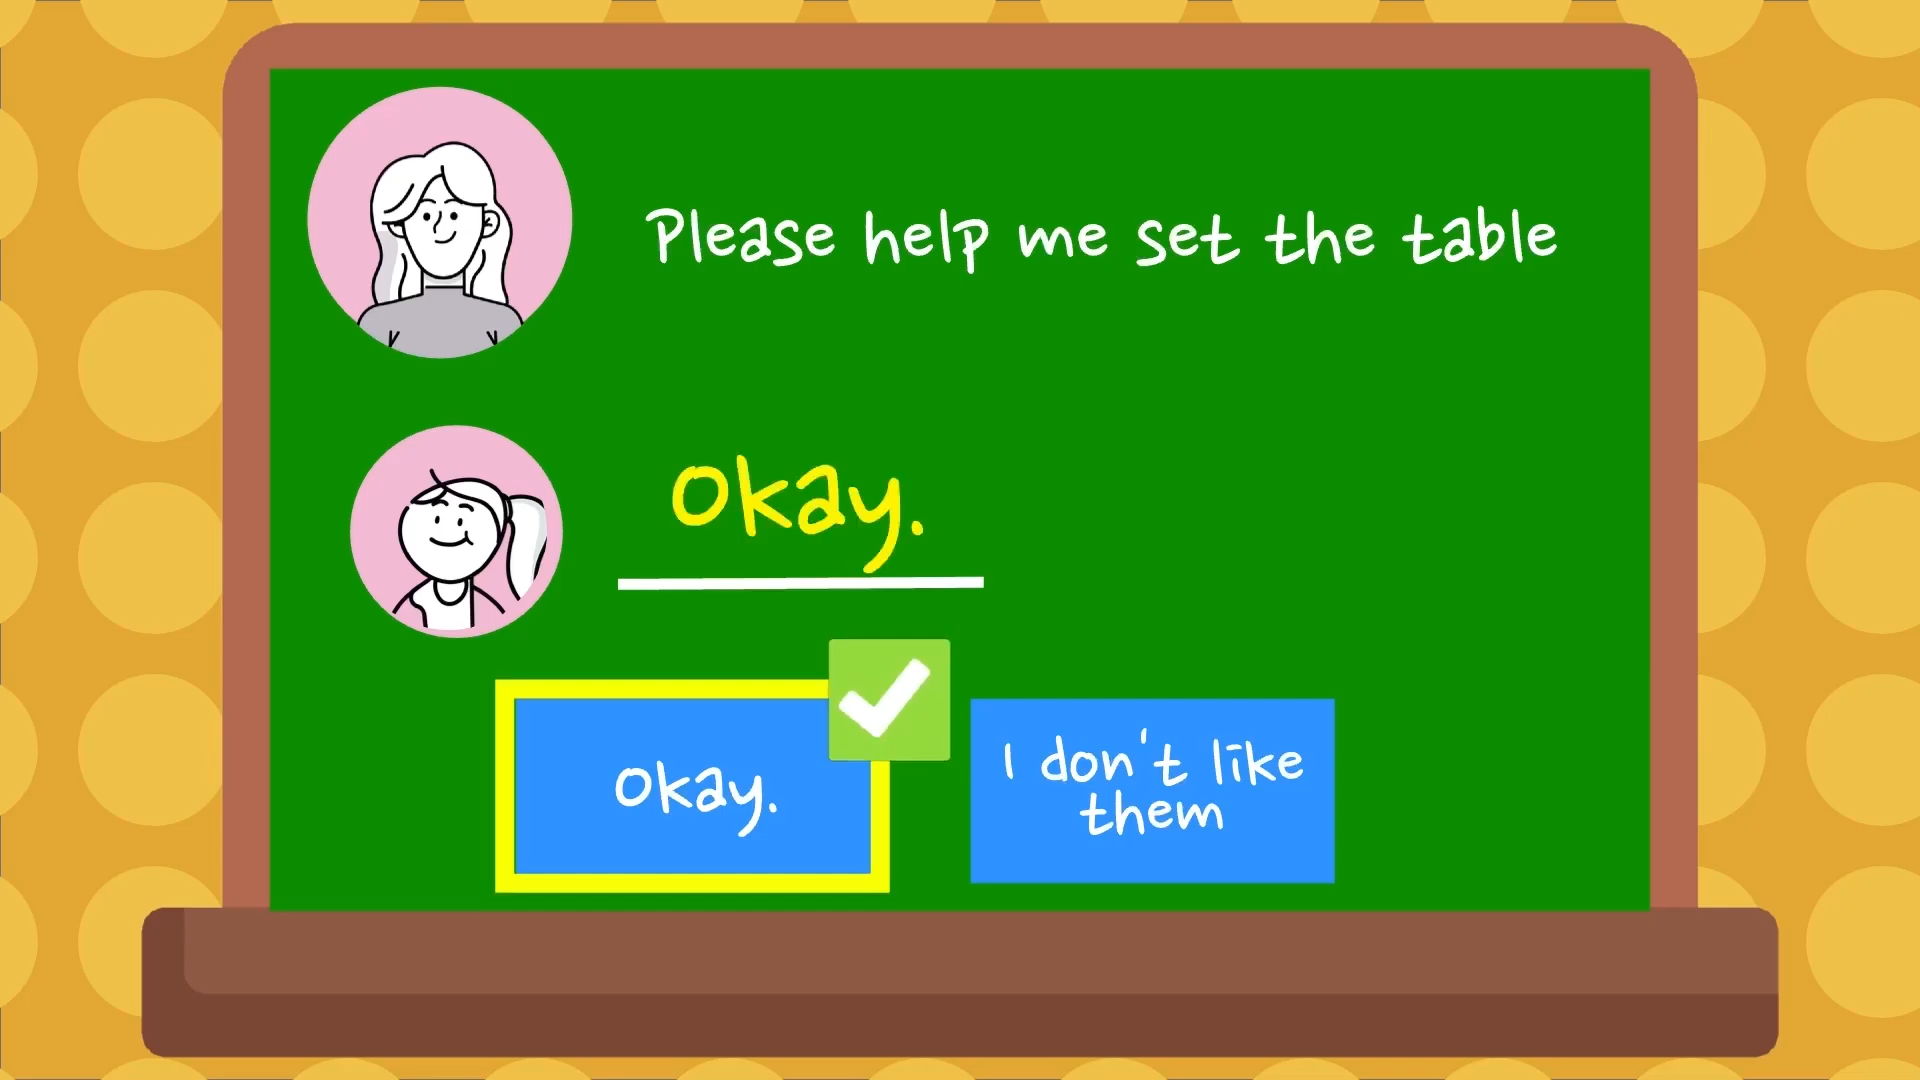 Please help me set the table
Okay.
Okay.
I don't like
them